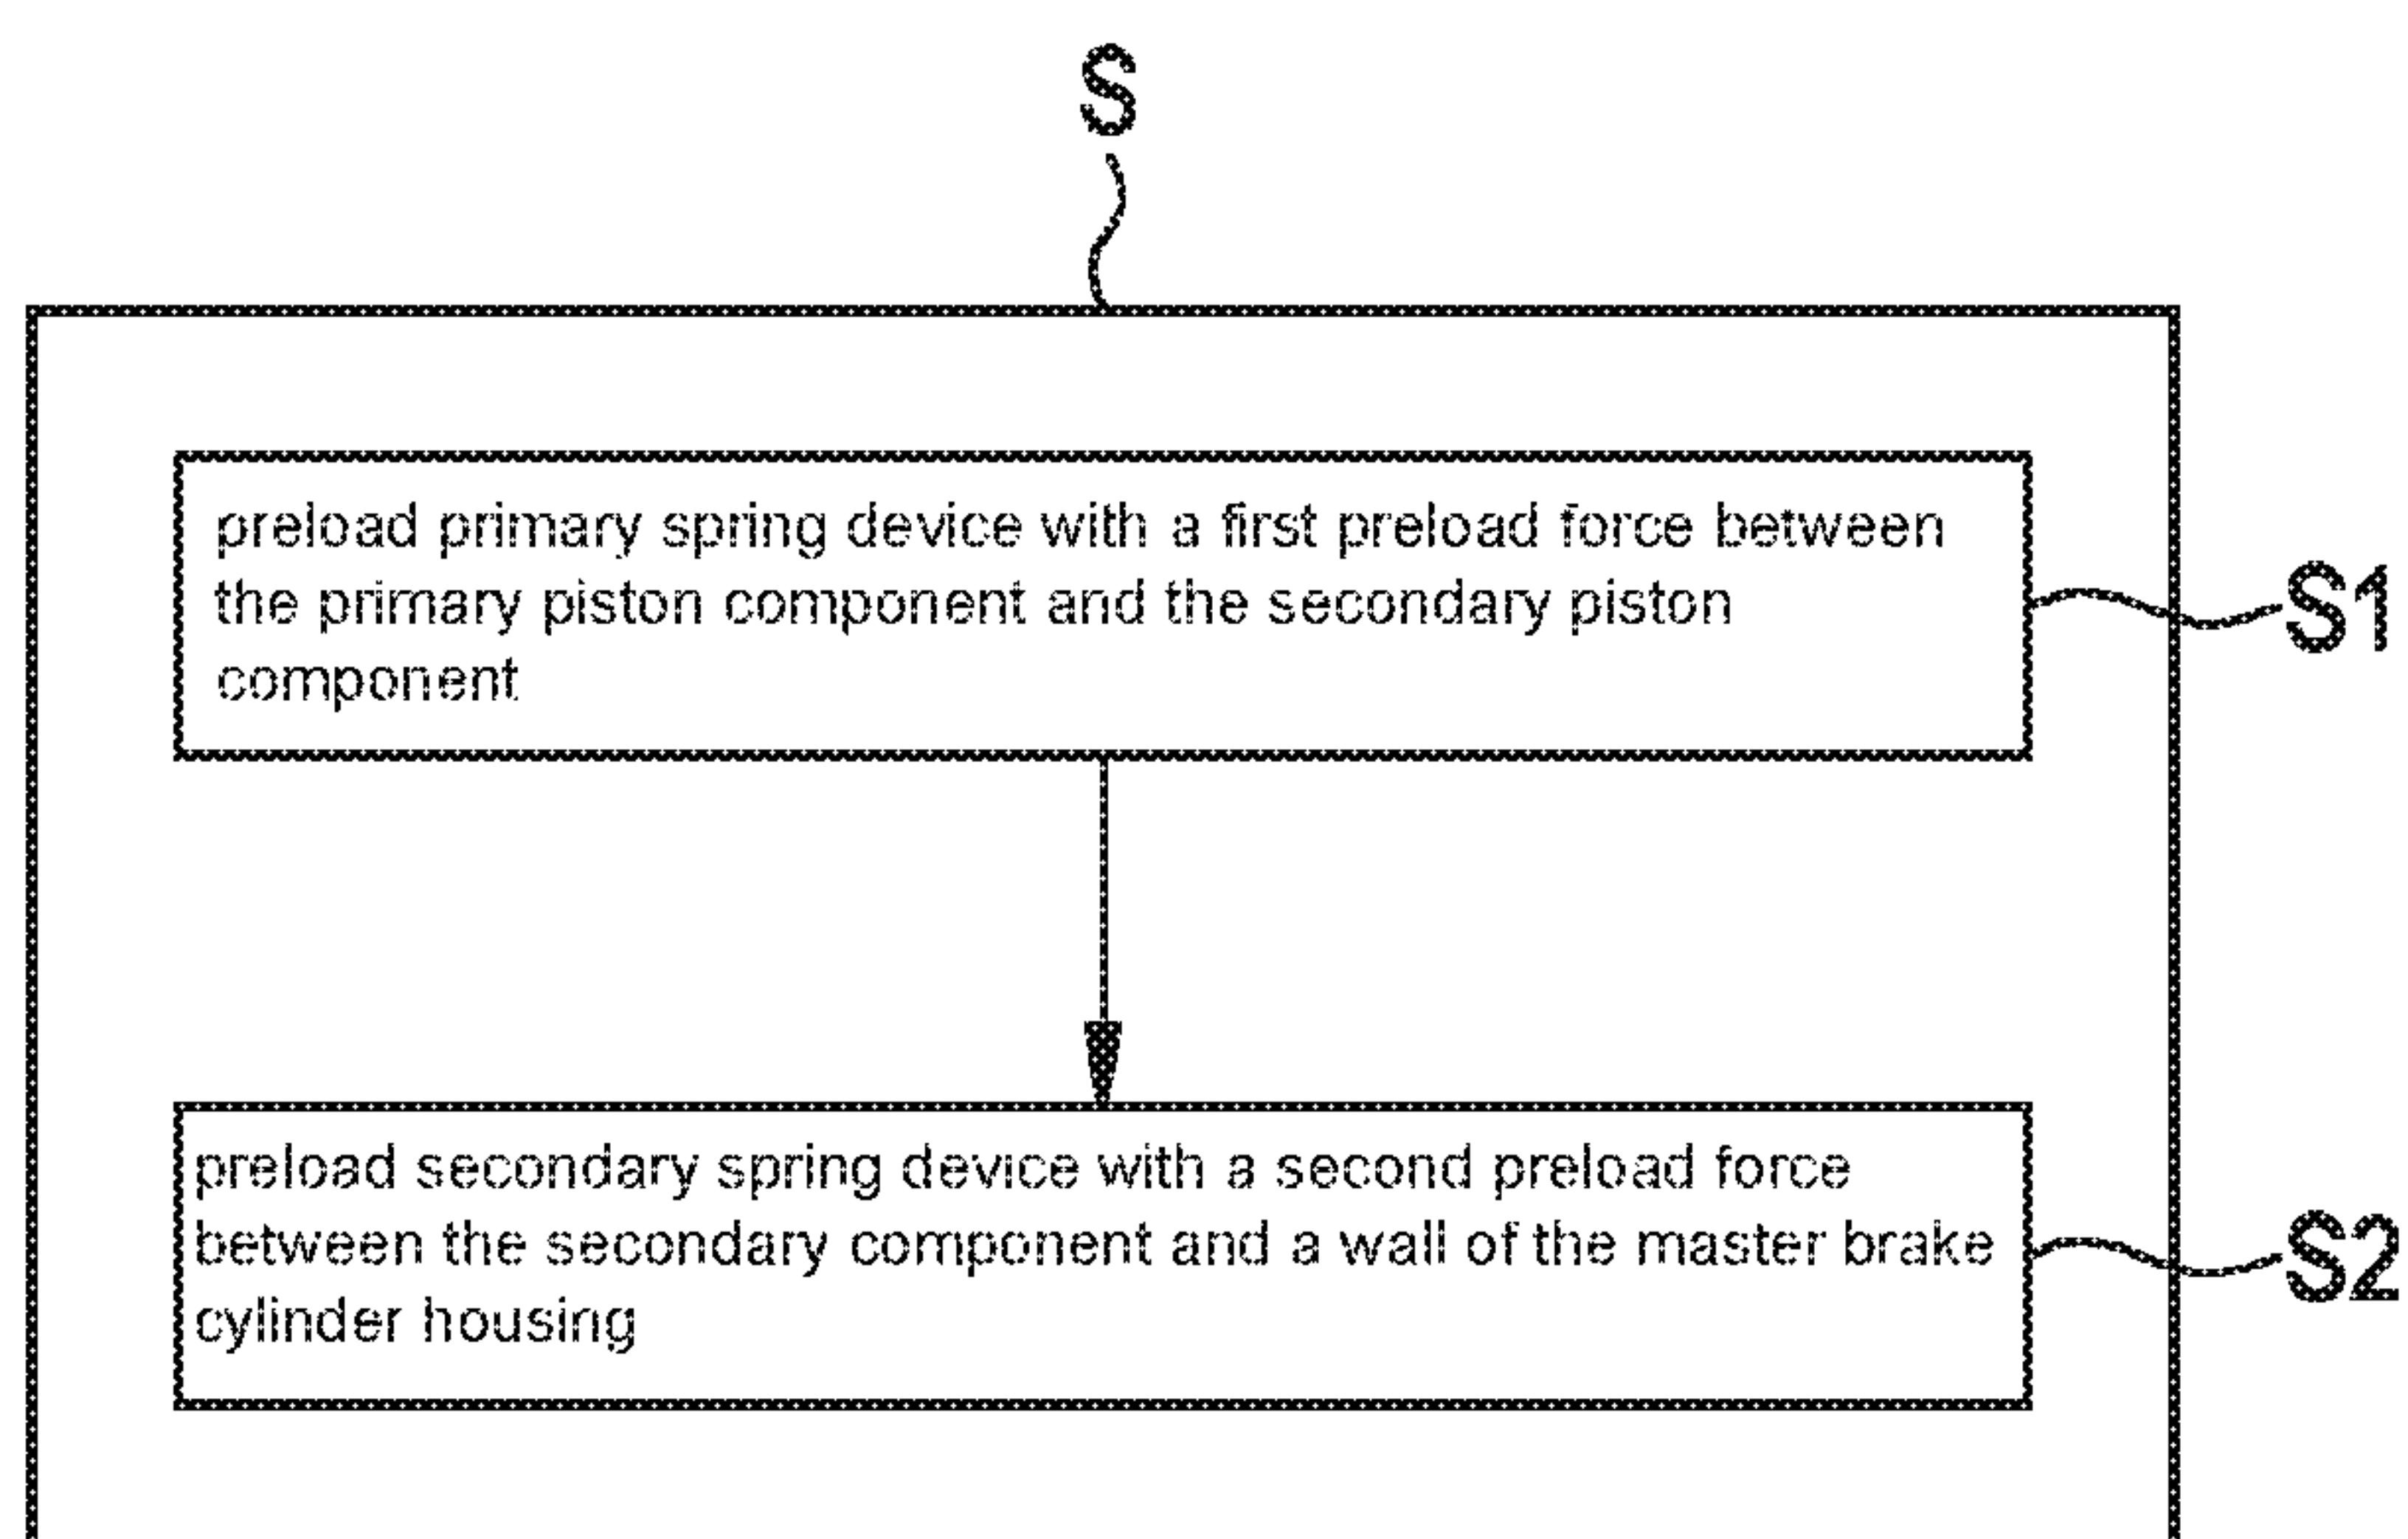 S
preload primary spring device with a first preload force between
the primary piston component and the secondary piston
component
S1
preload secondary spring device with a second preload force
between the secondary component and a wall of the master brake
cylinder housing
S2